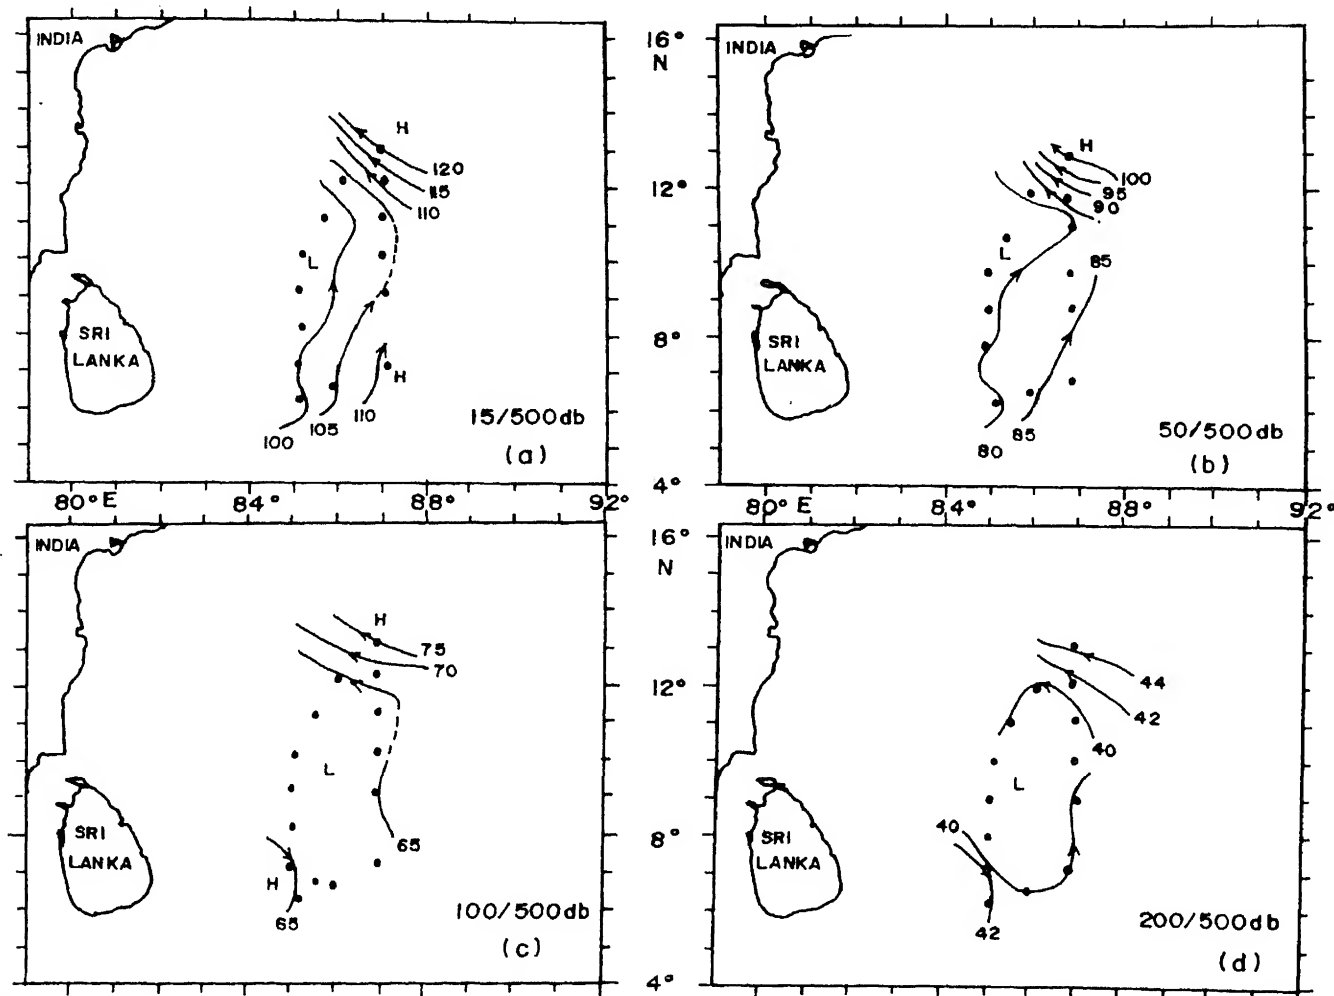 INDIA
H
120
115
110
L
SRI
LANKA
H
110
105
100
15/500db
(a)
16°
N
12°
8°
4°
INDIA
H
100
95
90
L
85
SRI
LANKA
80
85
50/500db
(b)
80° E
84°
88°
92°
80° E
84°
88°
92°
INDIA
H
75
70
L
65
SRI
LANKA
H
65
100/500db
(c)
16°
N
12°
8°
4°
INDIA
44
42
40
L
40
SRI
LANKA
42
200/500db
(d)